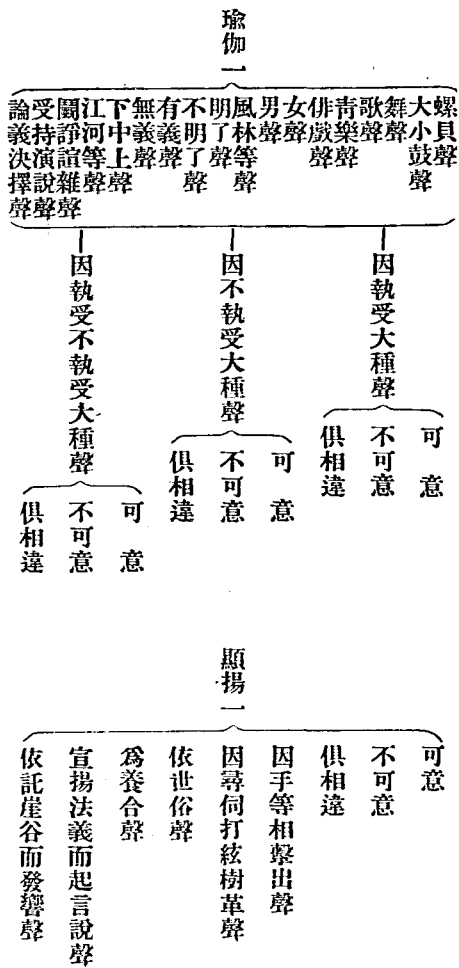 瑜伽一
螺貝聲
大小鼓聲
舞聲
歌聲
靑樂聲
俳戲聲
女聲
男聲
風林等聲
明了聲
不明了聲
有義聲
無義聲
下中上聲
江河等聲
鬭諍諠雜聲
受持演說聲
論義決擇聲
因執受大種聲
可意
不可意
俱相違
因不執受大種聲
可意
不可意
俱相違
因執受不執受大種聲
可意
不可意
俱相違
顯揚一
可意
不可意
俱相違
因手等相擊出聲
因尋伺打絃樹革聲
依世俗聲
爲養合聲
宣揚法義而起言說聲
依託崖谷而發響聲